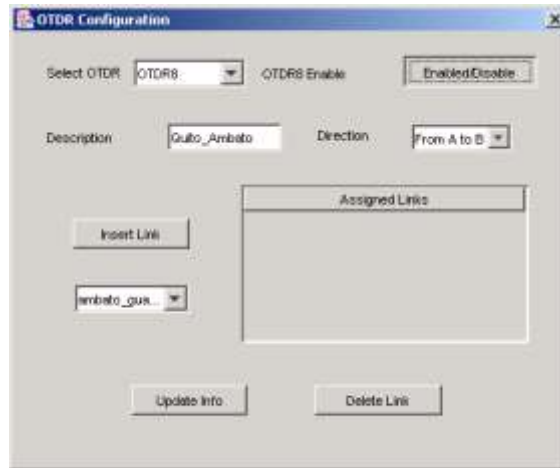 OTDR Configuration
Select OTDR OTDR8 OTDR8 Enable Enabled/Disable
Description Quito_Ambato Direction From A to B
Assigned Links
Insert Link
ambato_gua...
Update Info Delete Link